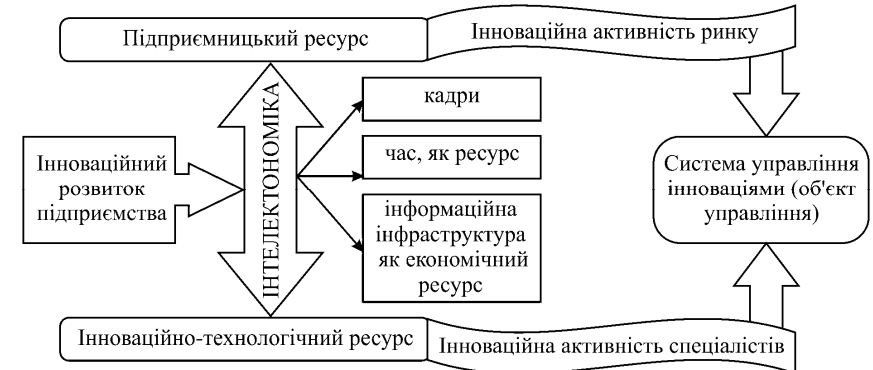 Підприємницький ресурс
Інноваційна активність ринку
ІНТЕЛЕКТОНОМІКА
кадри
час, як ресурс
інформаційна
інфраструктура
як економічний
ресурс
Інноваційний
розвиток
підприємства
Система управління
інноваціями (об'єкт
управління)
Інноваційно-технологічний ресурс
Інноваційна активність спеціалістів